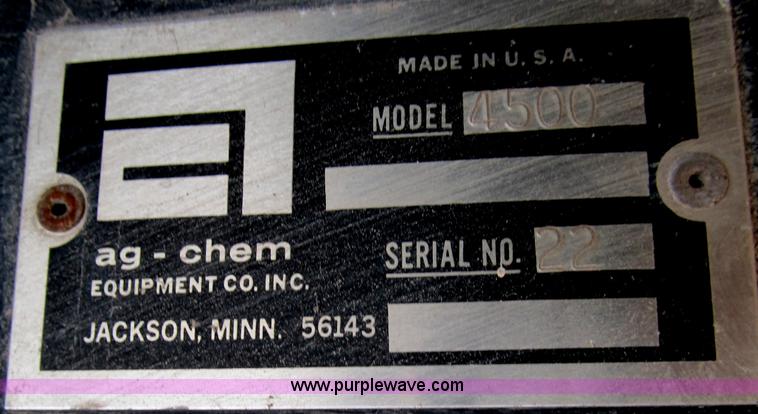 MADE IN U.S.A.
MODEL 4500
ag-chem
EQUIPMENT CO. INC.
SERIAL NO. 22
JACKSON, MINN. 56143
www.purplewave.com